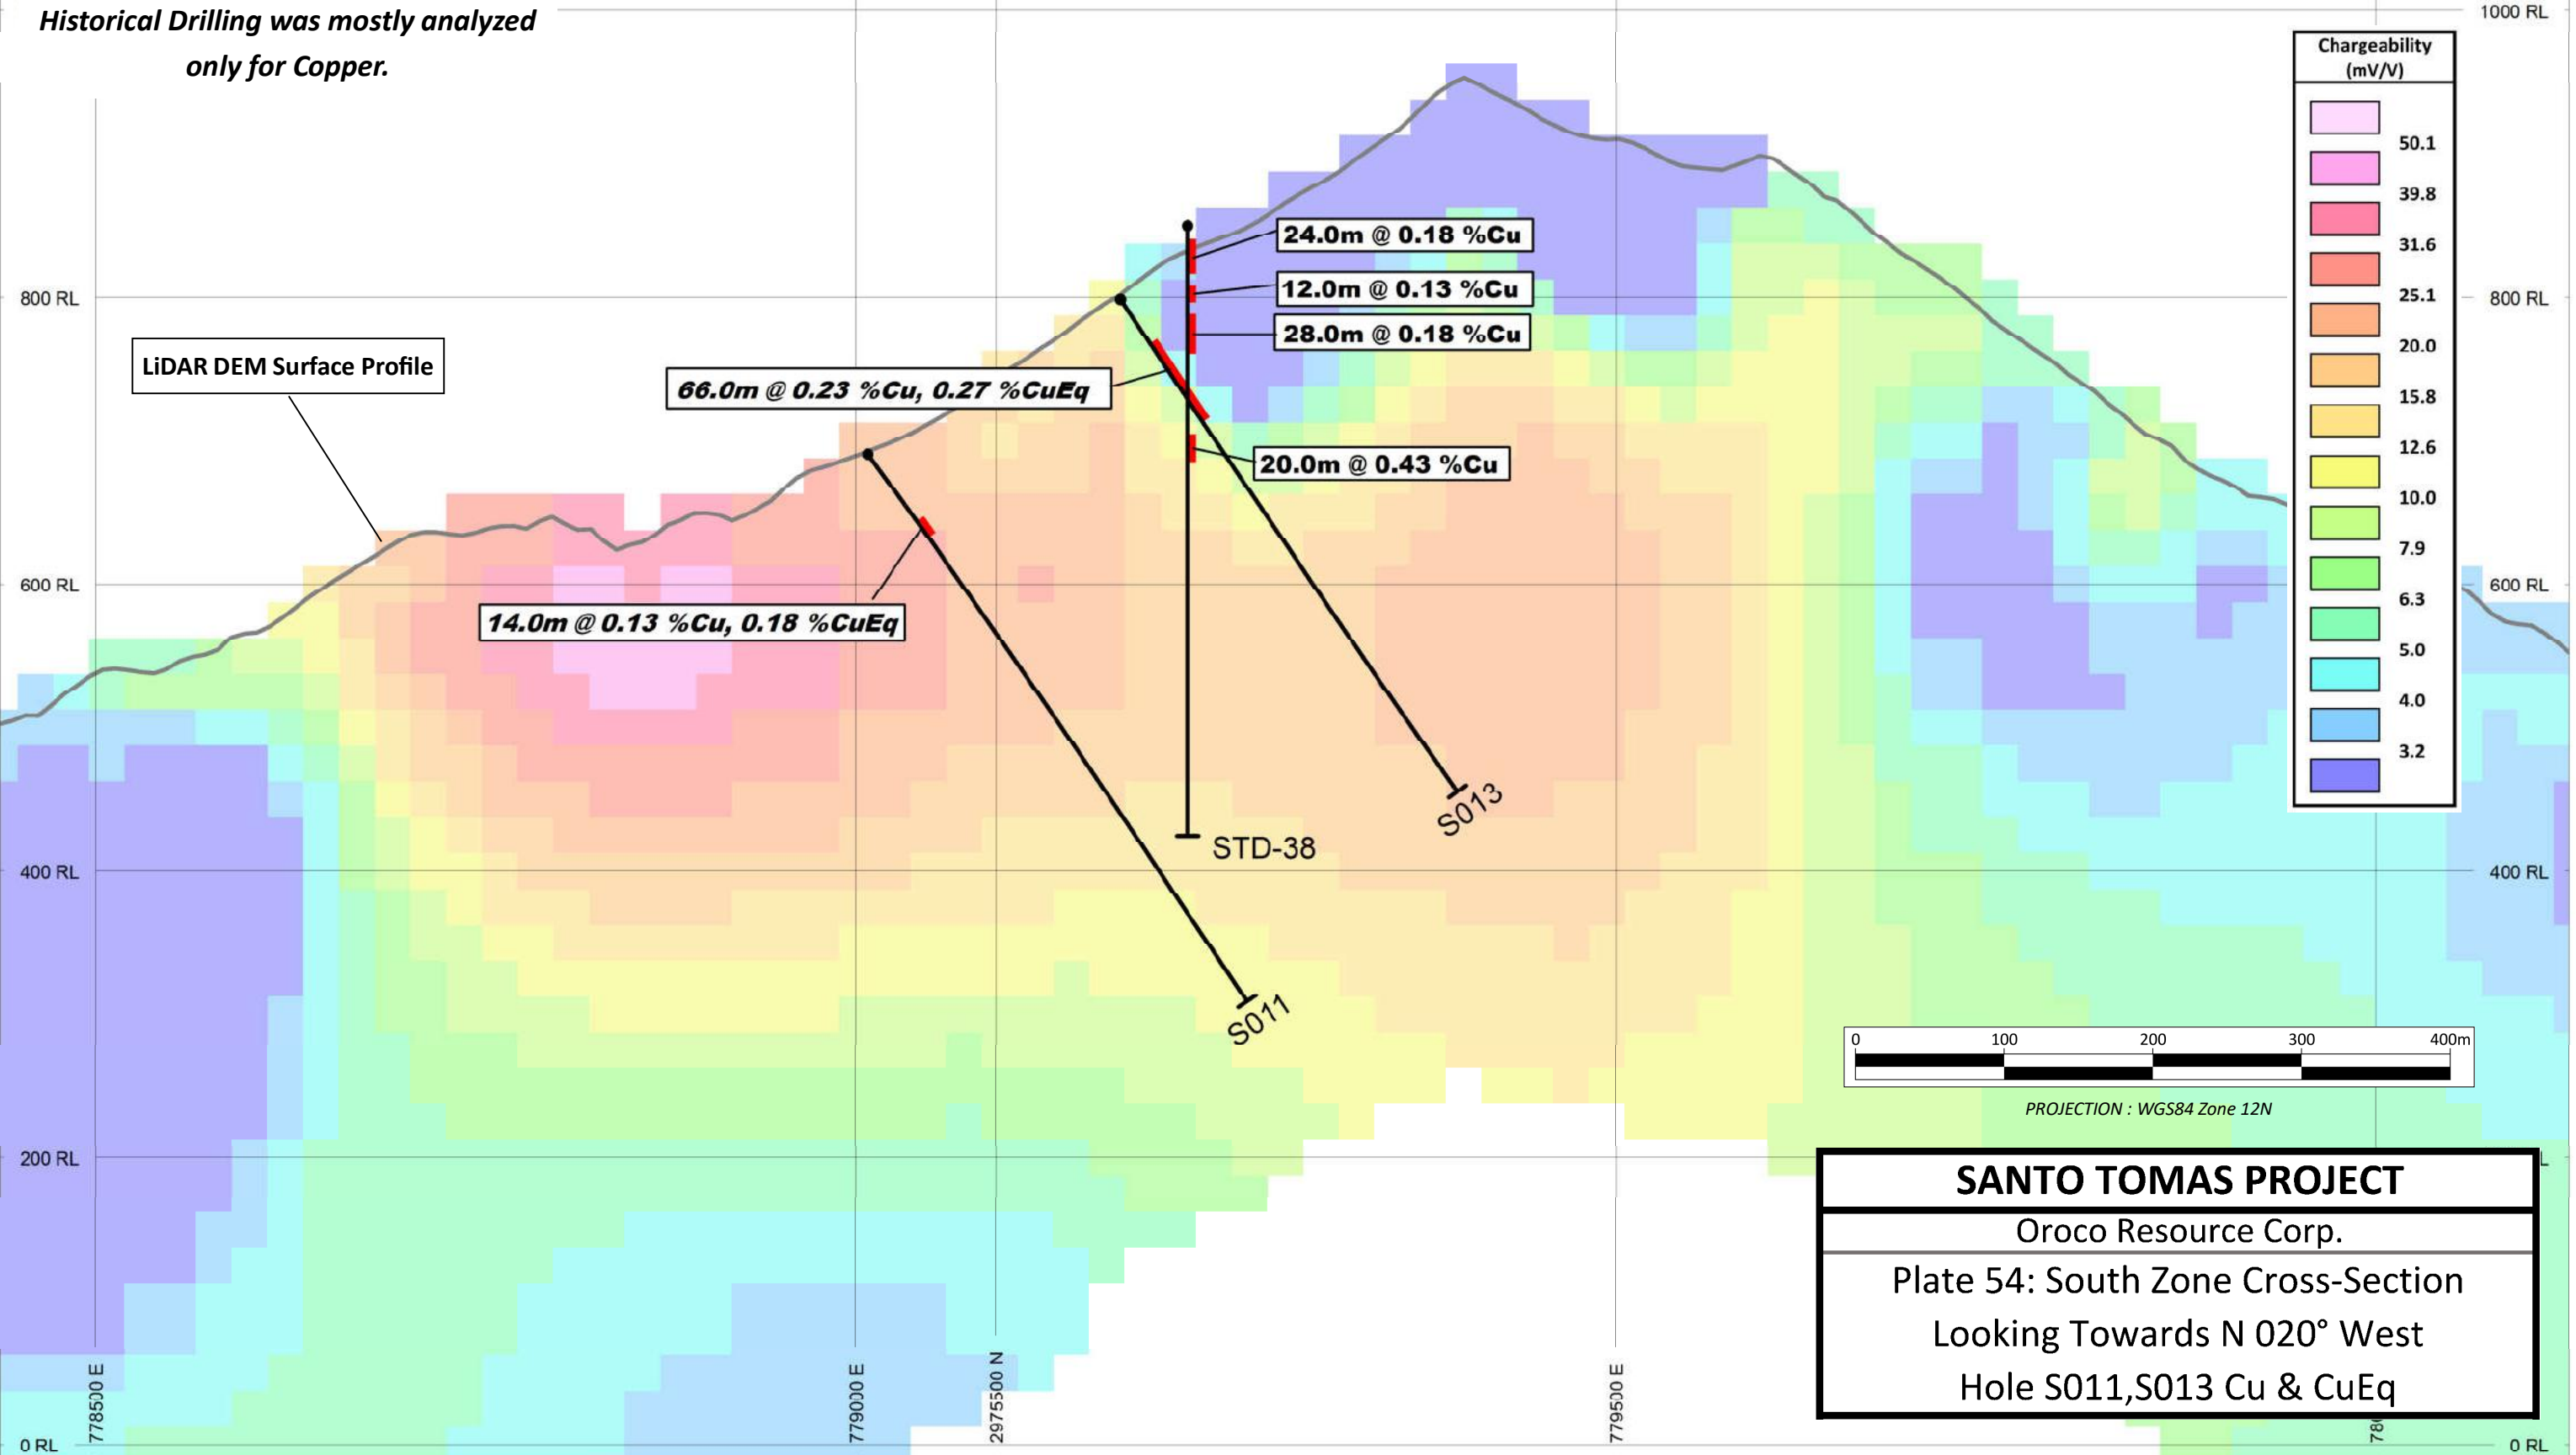 Historical Drilling was mostly analyzed
only for Copper.
1000 RL
Chargeability
(mV/V)
50.1
39.8
31.6
25.1
20.0
15.8
12.6
10.0
7.9
6.3
5.0
4.0
3.2
24.0m @ 0.18 %Cu
12.0m @ 0.13 %Cu
28.0m @ 0.18 %Cu
800 RL
800 RL
LiDAR DEM Surface Profile
66.0m @ 0.23 %Cu, 0.27 %CuEq
20.0m @ 0.43 %Cu
600 RL
600 RL
14.0m @ 0.13 %Cu, 0.18 %CuEq
S013
STD-38
400 RL
400 RL
S011
0 100 200 300 400m
PROJECTION : WGS84 Zone 12N
200 RL
SANTO TOMAS PROJECT
Oroco Resource Corp.
Plate 54: South Zone Cross-Section
Looking Towards N 020° West
Hole S011,S013 Cu & CuEq
778500 E
779000 E
2975500 N
779500 E
0 RL
0 RL